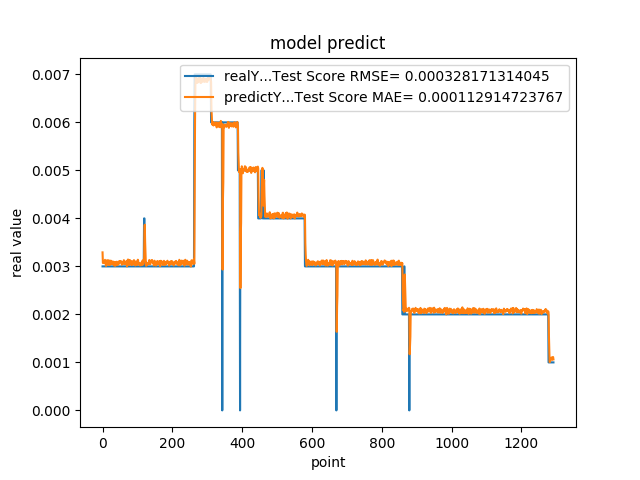 model predict
realY...Test Score RMSE= 0.000328171314045
predictY...Test Score MAE= 0.000112914723767
real value
0.007
0.006
0.005
0.004
0.003
0.002
0.001
0.000
0 200 400 600 800 1000 1200
point